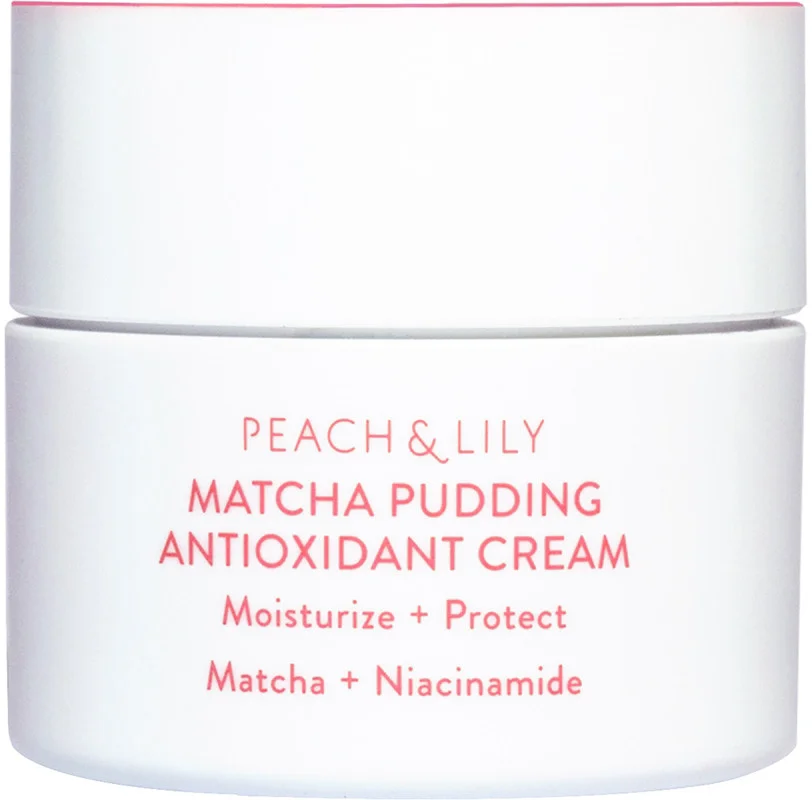 PEACH & LILY
MATCHA PUDDING
ANTIOXIDANT CREAM
Moisturize + Protect
Matcha + Niacinamide